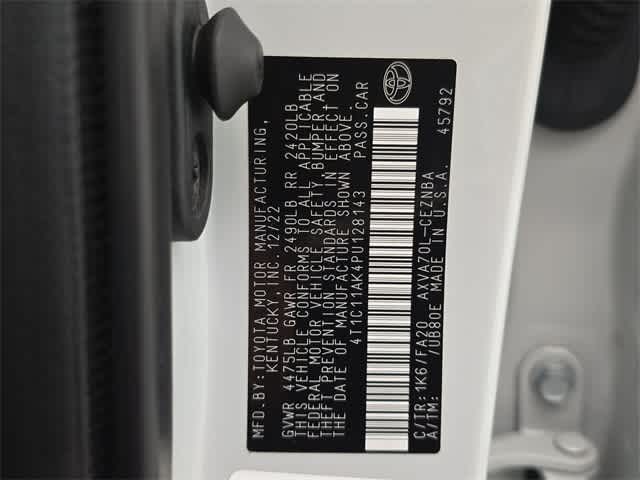 MFD.BY:TOYOTA MOTOR MANUFACTURING,
KENTUCKY,INC.12/22
GVWR 4475LB GAWR FR 2490LB RR 2420LB
THIS VEHICLE CONFORMS TO ALL APPLICABLE
FEDERAL MOTOR VEHICLE SAFETY, BUMPER AND
THEFT PREVENTION STANDARDS IN EFFECT ON
THE DATE OF MANUFACTURE SHOWN ABOVE.
4T1C11AK4PU128143 PASS.CAR
C/TR:1K6/FA20 AXVA70L-CEZNBA
A/TM: /UB80E MADE IN U.S.A. 45792